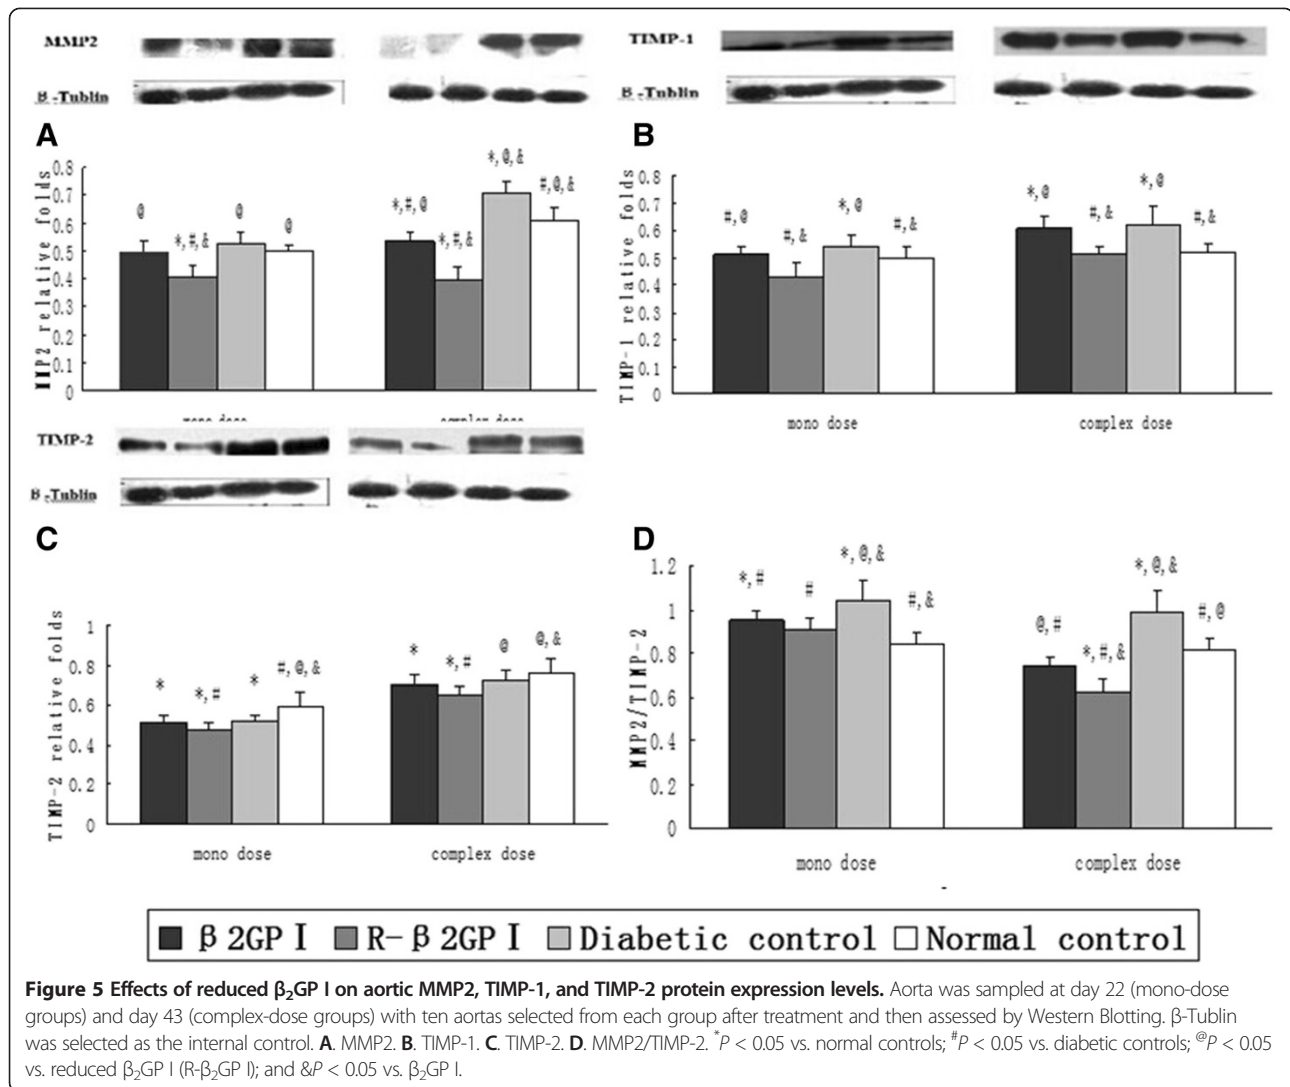 MMP2
TIMP-1
β-Tublin
β-Tublin
A
B
MMP2 relative folds
0.8
0.7
0.6
0.5
0.4
0.3
0.2
0.1
0
@
*,#,&
@
@
*,#,@
*,#,&
*,@,&
#,@,&
TIMP-1 relative folds
0.8
0.7
0.6
0.5
0.4
0.3
0.2
0.1
0
#,@
#,&
*,@
#,&
*,@
#,&
*,@
#,&
mono dose
complex dose
mono dose
complex dose
TIMP-2
β-Tublin
C
D
TIMP-2 relative folds
1
0.8
0.6
0.4
0.2
0
*
*,#
*
#,@,&
*
*,#
@
@,&
mono dose
complex dose
MMP2/TIMP-2
1.2
1
0.8
0.6
0.4
0.2
0
*,#
#
*,@,&
#,&
@,#
*,#,&
*,@,&
#,@
mono dose
complex dose
β2GP I
R-β2GP I
Diabetic control
Normal control
Figure 5 Effects of reduced β₂GP I on aortic MMP2, TIMP-1, and TIMP-2 protein expression levels. Aorta was sampled at day 22 (mono-dose
groups) and day 43 (complex-dose groups) with ten aortas selected from each group after treatment and then assessed by Western Blotting. β-Tublin
was selected as the internal control. A. MMP2. B. TIMP-1. C. TIMP-2. D. MMP2/TIMP-2. *P < 0.05 vs. normal controls; #P < 0.05 vs. diabetic controls; @P < 0.05
vs. reduced β₂GP I (R-β₂GP I); and &P < 0.05 vs. β₂GP I.